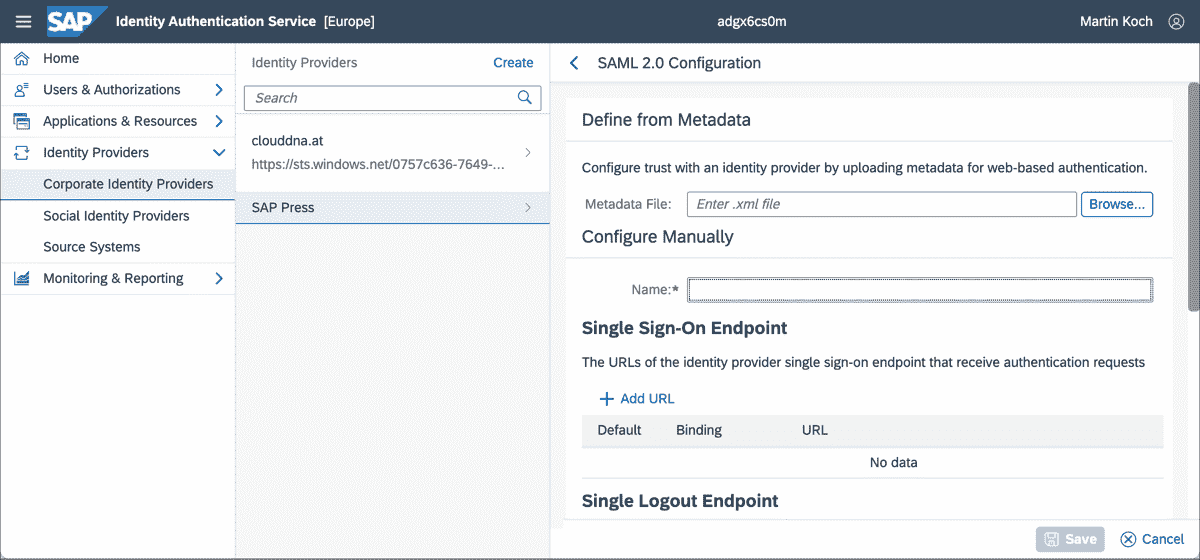 SAP Identity Authentication Service [Europe] adgx6cs0m Martin Koch
Home
Users & Authorizations
Applications & Resources
Identity Providers
Corporate Identity Providers
Social Identity Providers
Source Systems
Monitoring & Reporting
Identity Providers Create
Search
clouddna.at
https://sts.windows.net/0757c636-7649-...
SAP Press
SAML 2.0 Configuration
Define from Metadata
Configure trust with an identity provider by uploading metadata for web-based authentication.
Metadata File: Enter .xml file Browse...
Configure Manually
Name:*
Single Sign-On Endpoint
The URLs of the identity provider single sign-on endpoint that receive authentication requests
Add URL
Default Binding URL
No data
Single Logout Endpoint
Save Cancel